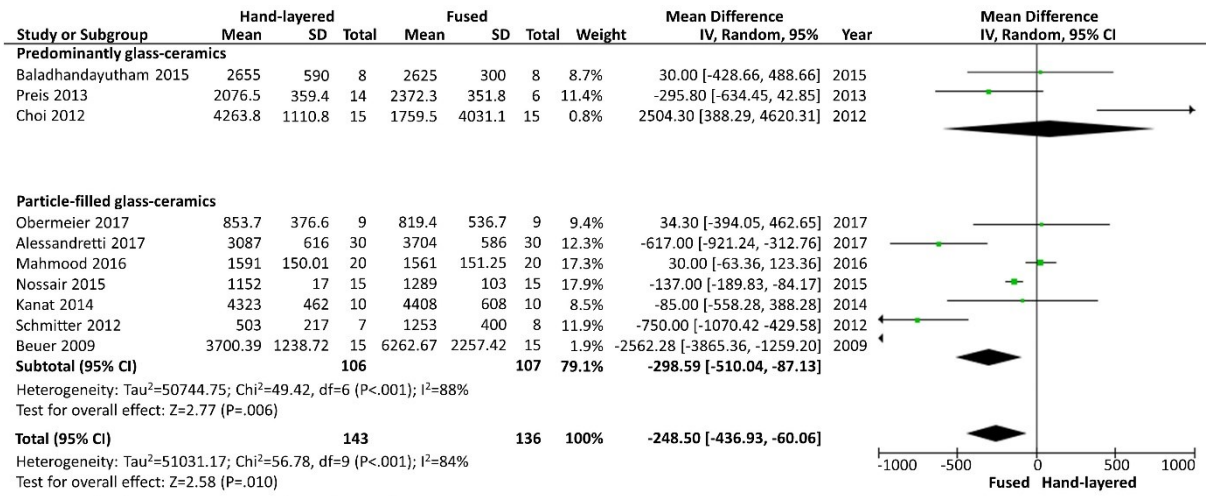 Hand-layered Fused Mean Difference Mean Difference
Study or Subgroup Mean SD Total Mean SD Total Weight IV, Random, 95% Year IV, Random, 95% CI
Predominantly glass-ceramics
Baladhandayutham 2015 2655 590 8 2625 300 8 8.7% 30.00 [-428.66, 488.66] 2015
Preis 2013 2076.5 359.4 14 2372.3 351.8 6 11.4% -295.80 [-634.45, 42.85] 2013
Choi 2012 4263.8 1110.8 15 1759.5 4031.1 15 0.8% 2504.30 [388.29, 4620.31] 2012
Particle-filled glass-ceramics
Obermeier 2017 853.7 376.6 9 819.4 536.7 9 9.4% 34.30 [-394.05, 462.65] 2017
Alessandretti 2017 3087 616 30 3704 586 30 12.3% -617.00 [-921.24, -312.76] 2017
Mahmood 2016 1591 150.01 20 1561 151.25 20 17.3% 30.00 [-63.36, 123.36] 2016
Nossair 2015 1152 17 15 1289 103 15 17.9% -137.00 [-189.83, -84.17] 2015
Kanat 2014 4323 462 10 4408 608 10 8.5% -85.00 [-558.28, 388.28] 2014
Schmitter 2012 503 217 7 1253 400 8 11.9% -750.00 [-1070.42 -429.58] 2012
Beuer 2009 3700.39 1238.72 15 6262.67 2257.42 15 1.9% -2562.28 [-3865.36, -1259.20] 2009
Subtotal (95% CI) 106 107 79.1% -298.59 [-510.04, -87.13]
Heterogeneity: Tau²=50744.75; Chi²=49.42, df=6 (P<.001); I²=88%
Test for overall effect: Z=2.77 (P=.006)
Total (95% CI) 143 136 100% -248.50 [-436.93, -60.06]
Heterogeneity: Tau²=51031.17; Chi²=56.78, df=9 (P<.001); I²=84%
Test for overall effect: Z=2.58 (P=.010)
-1000 -500 0 500 1000
Fused Hand-layered